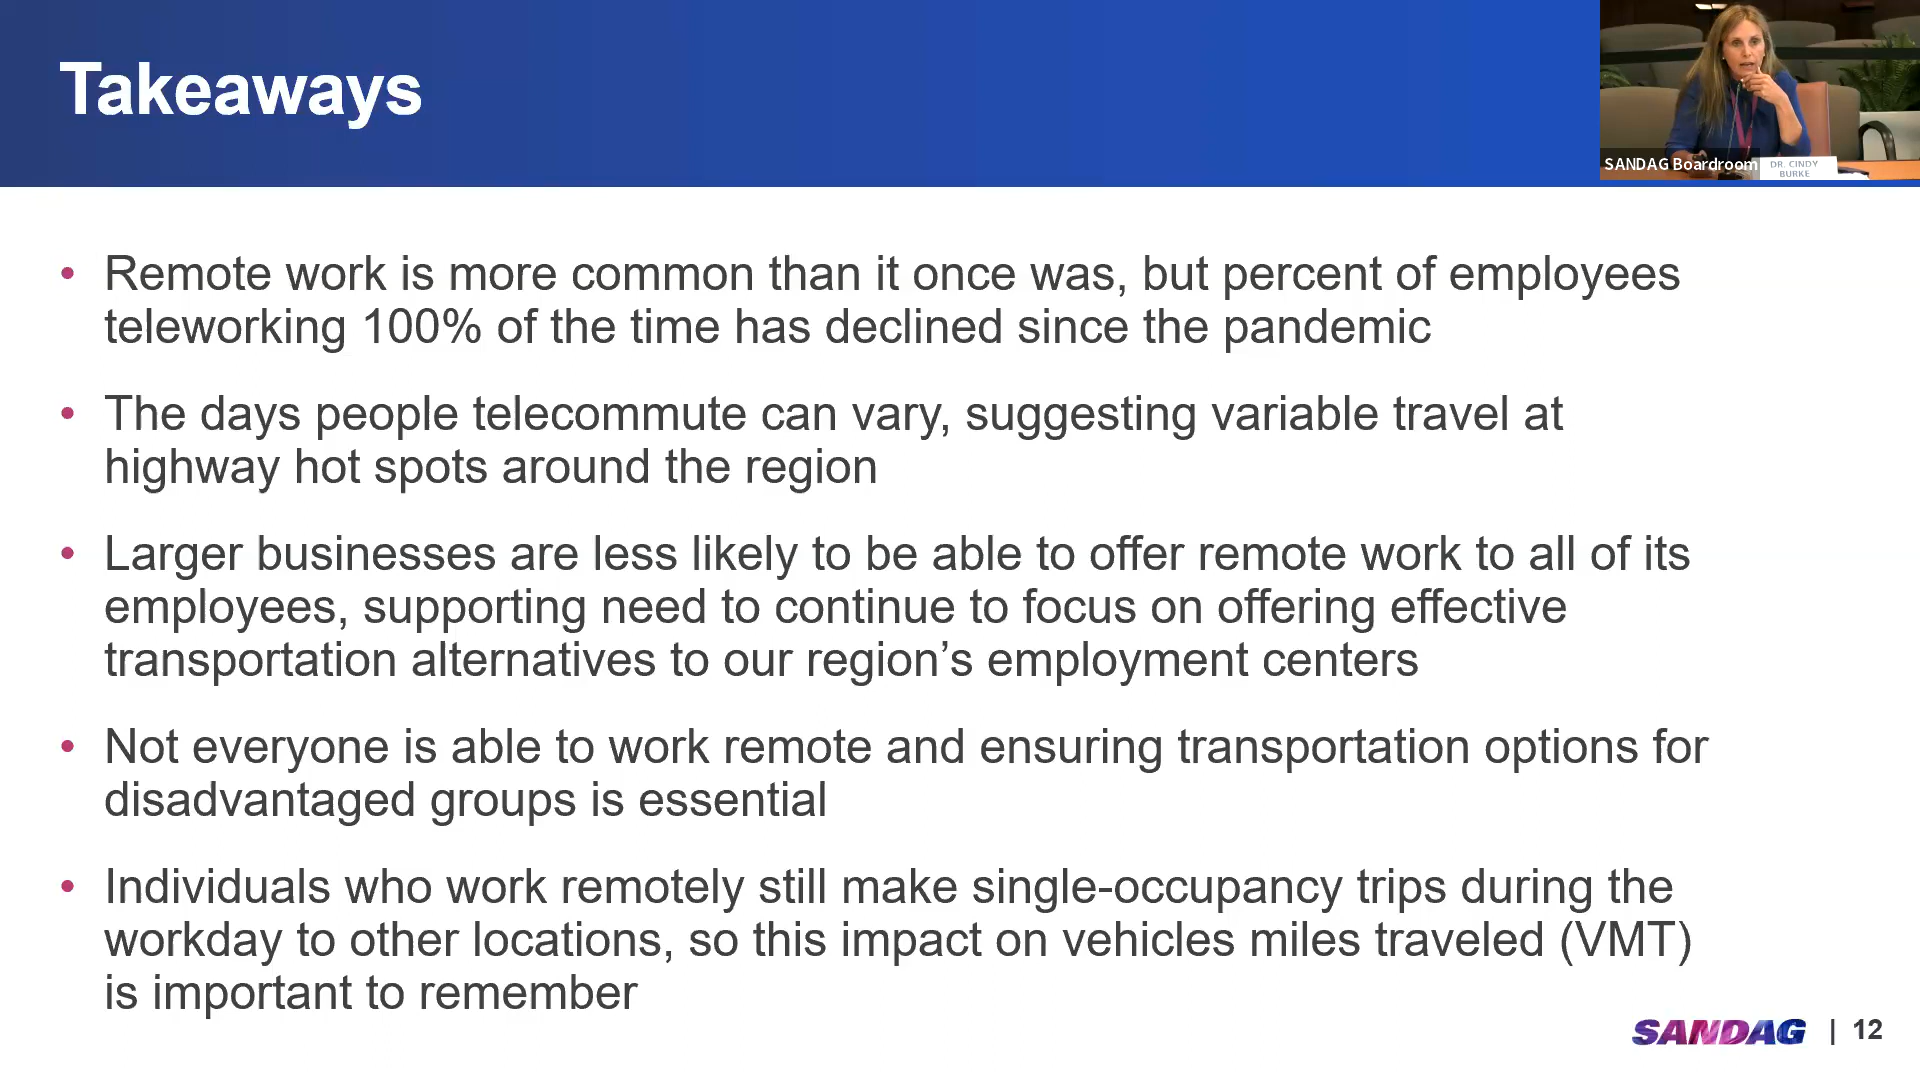 Takeaways
SANDAG Boardroom
DR. CINDY
BURKE
• Remote work is more common than it once was, but percent of employees
teleworking 100% of the time has declined since the pandemic
• The days people telecommute can vary, suggesting variable travel at
highway hot spots around the region
• Larger businesses are less likely to be able to offer remote work to all of its
employees, supporting need to continue to focus on offering effective
transportation alternatives to our region’s employment centers
• Not everyone is able to work remote and ensuring transportation options for
disadvantaged groups is essential
• Individuals who work remotely still make single-occupancy trips during the
workday to other locations, so this impact on vehicles miles traveled (VMT)
is important to remember
SANDAG | 12